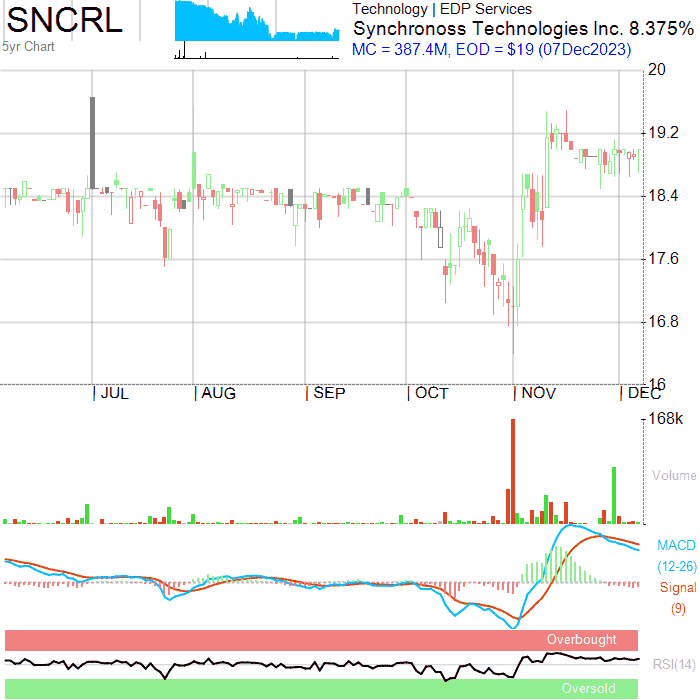 SNCRL
5yr Chart
Technology | EDP Services
Synchronoss Technologies Inc. 8.375%
MC = 387.4M, EOD = $19 (07Dec2023)
20
19.2
18.4
17.6
16.8
16
JUL AUG SEP OCT NOV DEC
168k
Volume
MACD
(12-26)
Signal
(9)
Overbought
RSI(14)
Oversold